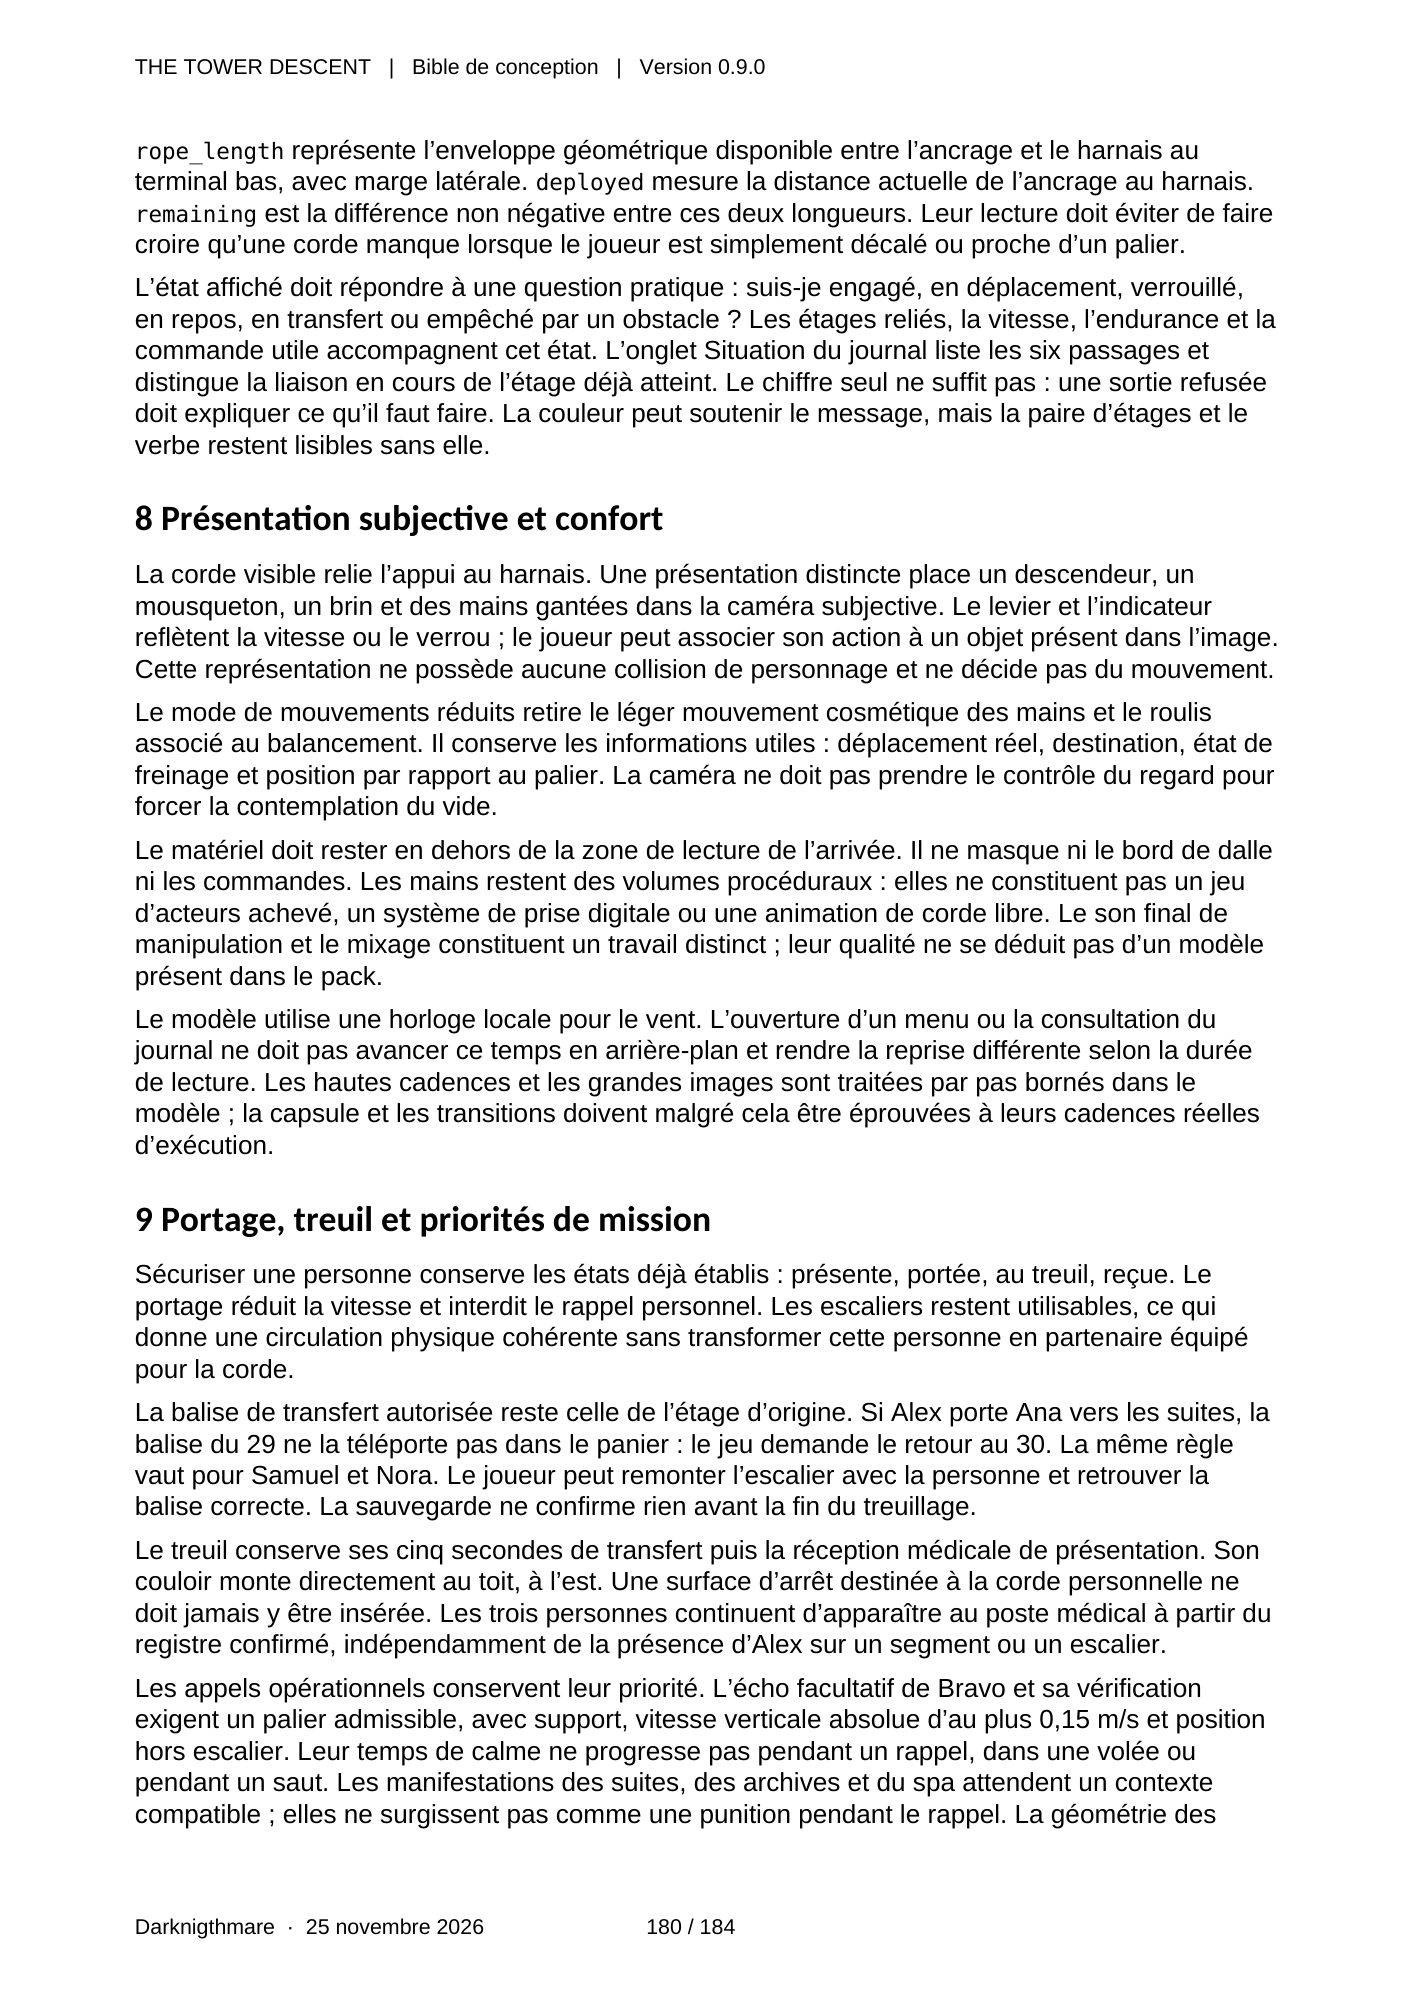 THE TOWER DESCENT | Bible de conception | Version 0.9.0
rope_length représente l’enveloppe géométrique disponible entre l’ancrage et le harnais au
terminal bas, avec marge latérale. deployed mesure la distance actuelle de l’ancrage au harnais.
remaining est la différence non négative entre ces deux longueurs. Leur lecture doit éviter de faire
croire qu’une corde manque lorsque le joueur est simplement décalé ou proche d’un palier.
L’état affiché doit répondre à une question pratique : suis-je engagé, en déplacement, verrouillé,
en repos, en transfert ou empêché par un obstacle ? Les étages reliés, la vitesse, l’endurance et la
commande utile accompagnent cet état. L’onglet Situation du journal liste les six passages et
distingue la liaison en cours de l’étage déjà atteint. Le chiffre seul ne suffit pas : une sortie refusée
doit expliquer ce qu’il faut faire. La couleur peut soutenir le message, mais la paire d’étages et le
verbe restent lisibles sans elle.
8 Présentation subjective et confort
La corde visible relie l’appui au harnais. Une présentation distincte place un descendeur, un
mousqueton, un brin et des mains gantées dans la caméra subjective. Le levier et l’indicateur
reflètent la vitesse ou le verrou ; le joueur peut associer son action à un objet présent dans l’image.
Cette représentation ne possède aucune collision de personnage et ne décide pas du mouvement.
Le mode de mouvements réduits retire le léger mouvement cosmétique des mains et le roulis
associé au balancement. Il conserve les informations utiles : déplacement réel, destination, état de
freinage et position par rapport au palier. La caméra ne doit pas prendre le contrôle du regard pour
forcer la contemplation du vide.
Le matériel doit rester en dehors de la zone de lecture de l’arrivée. Il ne masque ni le bord de dalle
ni les commandes. Les mains restent des volumes procéduraux : elles ne constituent pas un jeu
d’acteurs achevé, un système de prise digitale ou une animation de corde libre. Le son final de
manipulation et le mixage constituent un travail distinct ; leur qualité ne se déduit pas d’un modèle
présent dans le pack.
Le modèle utilise une horloge locale pour le vent. L’ouverture d’un menu ou la consultation du
journal ne doit pas avancer ce temps en arrière-plan et rendre la reprise différente selon la durée
de lecture. Les hautes cadences et les grandes images sont traitées par pas bornés dans le
modèle ; la capsule et les transitions doivent malgré cela être éprouvées à leurs cadences réelles
d’exécution.
9 Portage, treuil et priorités de mission
Sécuriser une personne conserve les états déjà établis : présente, portée, au treuil, reçue. Le
portage réduit la vitesse et interdit le rappel personnel. Les escaliers restent utilisables, ce qui
donne une circulation physique cohérente sans transformer cette personne en partenaire équipé
pour la corde.
La balise de transfert autorisée reste celle de l’étage d’origine. Si Alex porte Ana vers les suites, la
balise du 29 ne la téléporte pas dans le panier : le jeu demande le retour au 30. La même règle
vaut pour Samuel et Nora. Le joueur peut remonter l’escalier avec la personne et retrouver la
balise correcte. La sauvegarde ne confirme rien avant la fin du treuillage.
Le treuil conserve ses cinq secondes de transfert puis la réception médicale de présentation. Son
couloir monte directement au toit, à l’est. Une surface d’arrêt destinée à la corde personnelle ne
doit jamais y être insérée. Les trois personnes continuent d’apparaître au poste médical à partir du
registre confirmé, indépendamment de la présence d’Alex sur un segment ou un escalier.
Les appels opérationnels conservent leur priorité. L’écho facultatif de Bravo et sa vérification
exigent un palier admissible, avec support, vitesse verticale absolue d’au plus 0,15 m/s et position
hors escalier. Leur temps de calme ne progresse pas pendant un rappel, dans une volée ou
pendant un saut. Les manifestations des suites, des archives et du spa attendent un contexte
compatible ; elles ne surgissent pas comme une punition pendant le rappel. La géométrie des
Darknigthmare · 25 novembre 2026 180 / 184